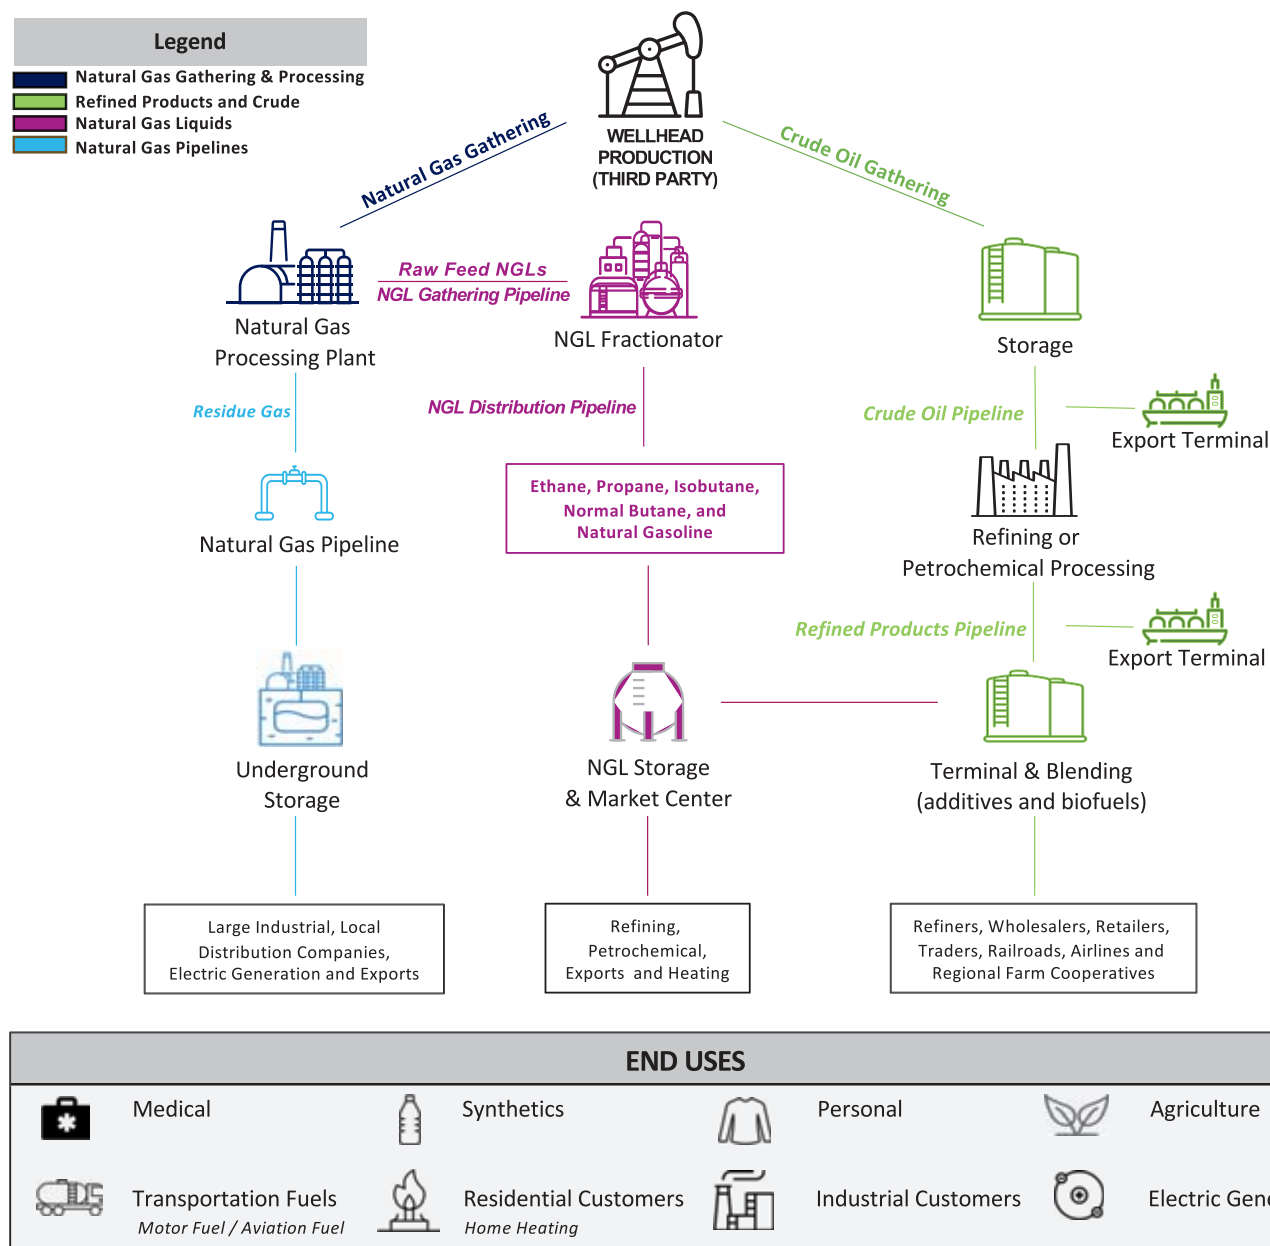 Legend
Natural Gas Gathering & Processing
Refined Products and Crude
Natural Gas Liquids
Natural Gas Pipelines
WELLHEAD
PRODUCTION
(THIRD PARTY)
Natural Gas Gathering
Crude Oil Gathering
Raw Feed NGLs
NGL Gathering Pipeline
Natural Gas
Processing Plant
NGL Fractionator
Storage
Residue Gas
NGL Distribution Pipeline
Crude Oil Pipeline
Export Terminal
Natural Gas Pipeline
Ethane, Propane, Isobutane,
Normal Butane, and
Natural Gasoline
Refining or
Petrochemical Processing
Refined Products Pipeline
Export Terminal
Underground
Storage
NGL Storage
& Market Center
Terminal & Blending
(additives and biofuels)
Large Industrial, Local
Distribution Companies,
Electric Generation and Exports
Refining,
Petrochemical,
Exports and Heating
Refiners, Wholesalers, Retailers,
Traders, Railroads, Airlines and
Regional Farm Cooperatives
END USES
Medical
Synthetics
Personal
Agriculture
Transportation Fuels
Motor Fuel / Aviation Fuel
Residential Customers
Home Heating
Industrial Customers
Electric